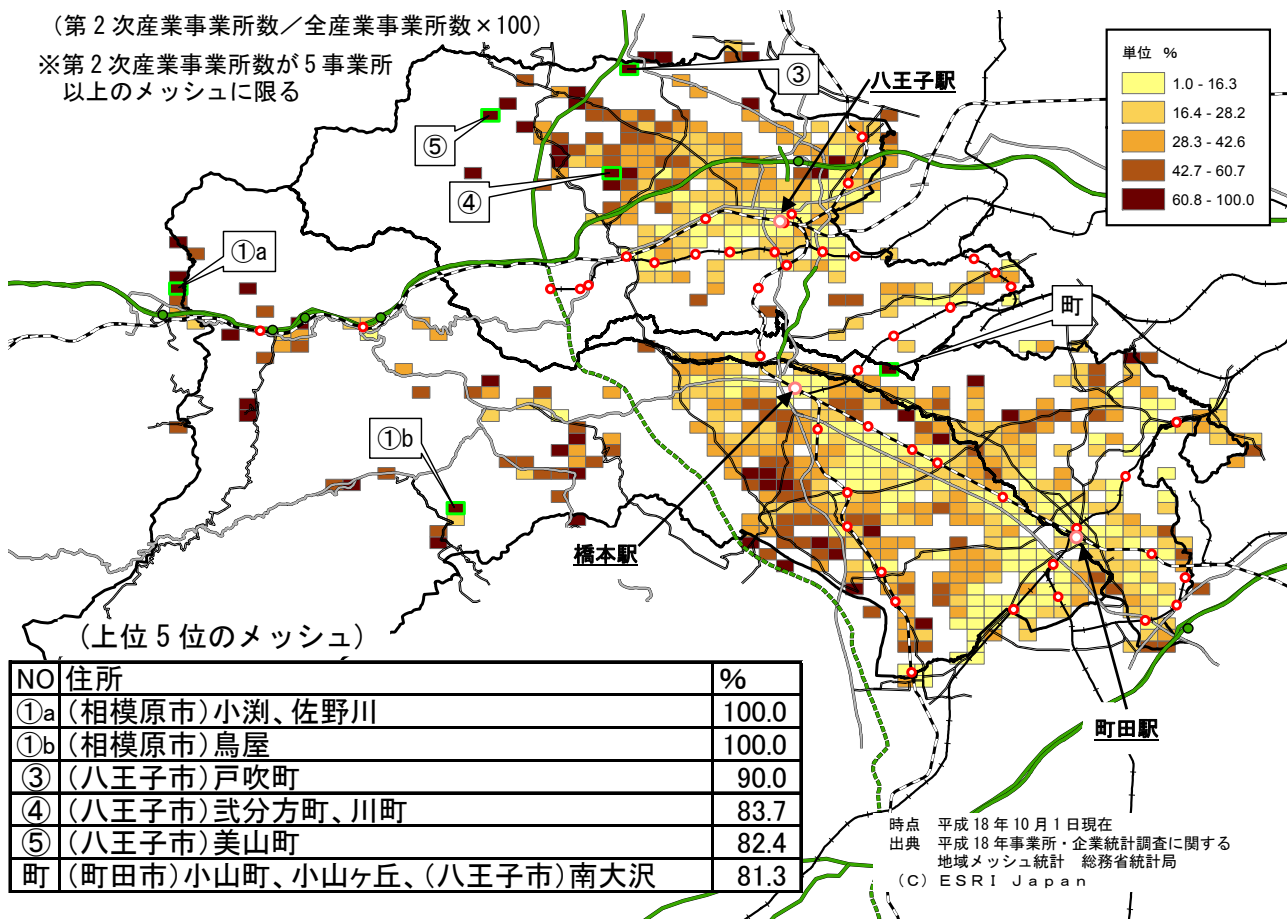 (第2次産業事業所数／全産業事業所数×100)
※第2次産業事業所数が5事業所
以上のメッシュに限る
③
八王子駅
単位 %
1.0 - 16.3
16.4 - 28.2
28.3 - 42.6
42.7 - 60.7
60.8 - 100.0
⑤
④
①a
町
①b
橋本駅
町田駅
(上位5位のメッシュ)
NO 住所 %
①a (相模原市)小渕、佐野川 100.0
①b (相模原市)鳥屋 100.0
③ (八王子市)戸吹町 90.0
④ (八王子市)弐分方町、川町 83.7
⑤ (八王子市)美山町 82.4
町 (町田市)小山町、小山ヶ丘、(八王子市)南大沢 81.3
時点 平成18年10月1日現在
出典 平成18年事業所・企業統計調査に関する
地域メッシュ統計 総務省統計局
(C) ESRI Japan